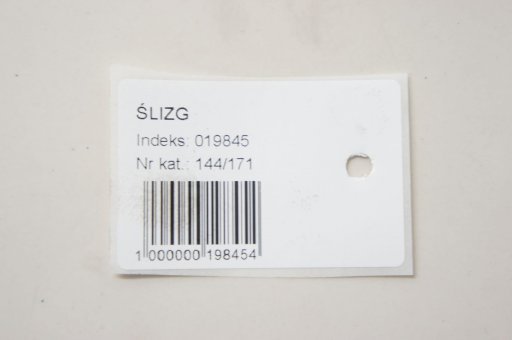 ŚLIZG
Indeks: 019845
Nr kat.: 144/171
1 000000 198454